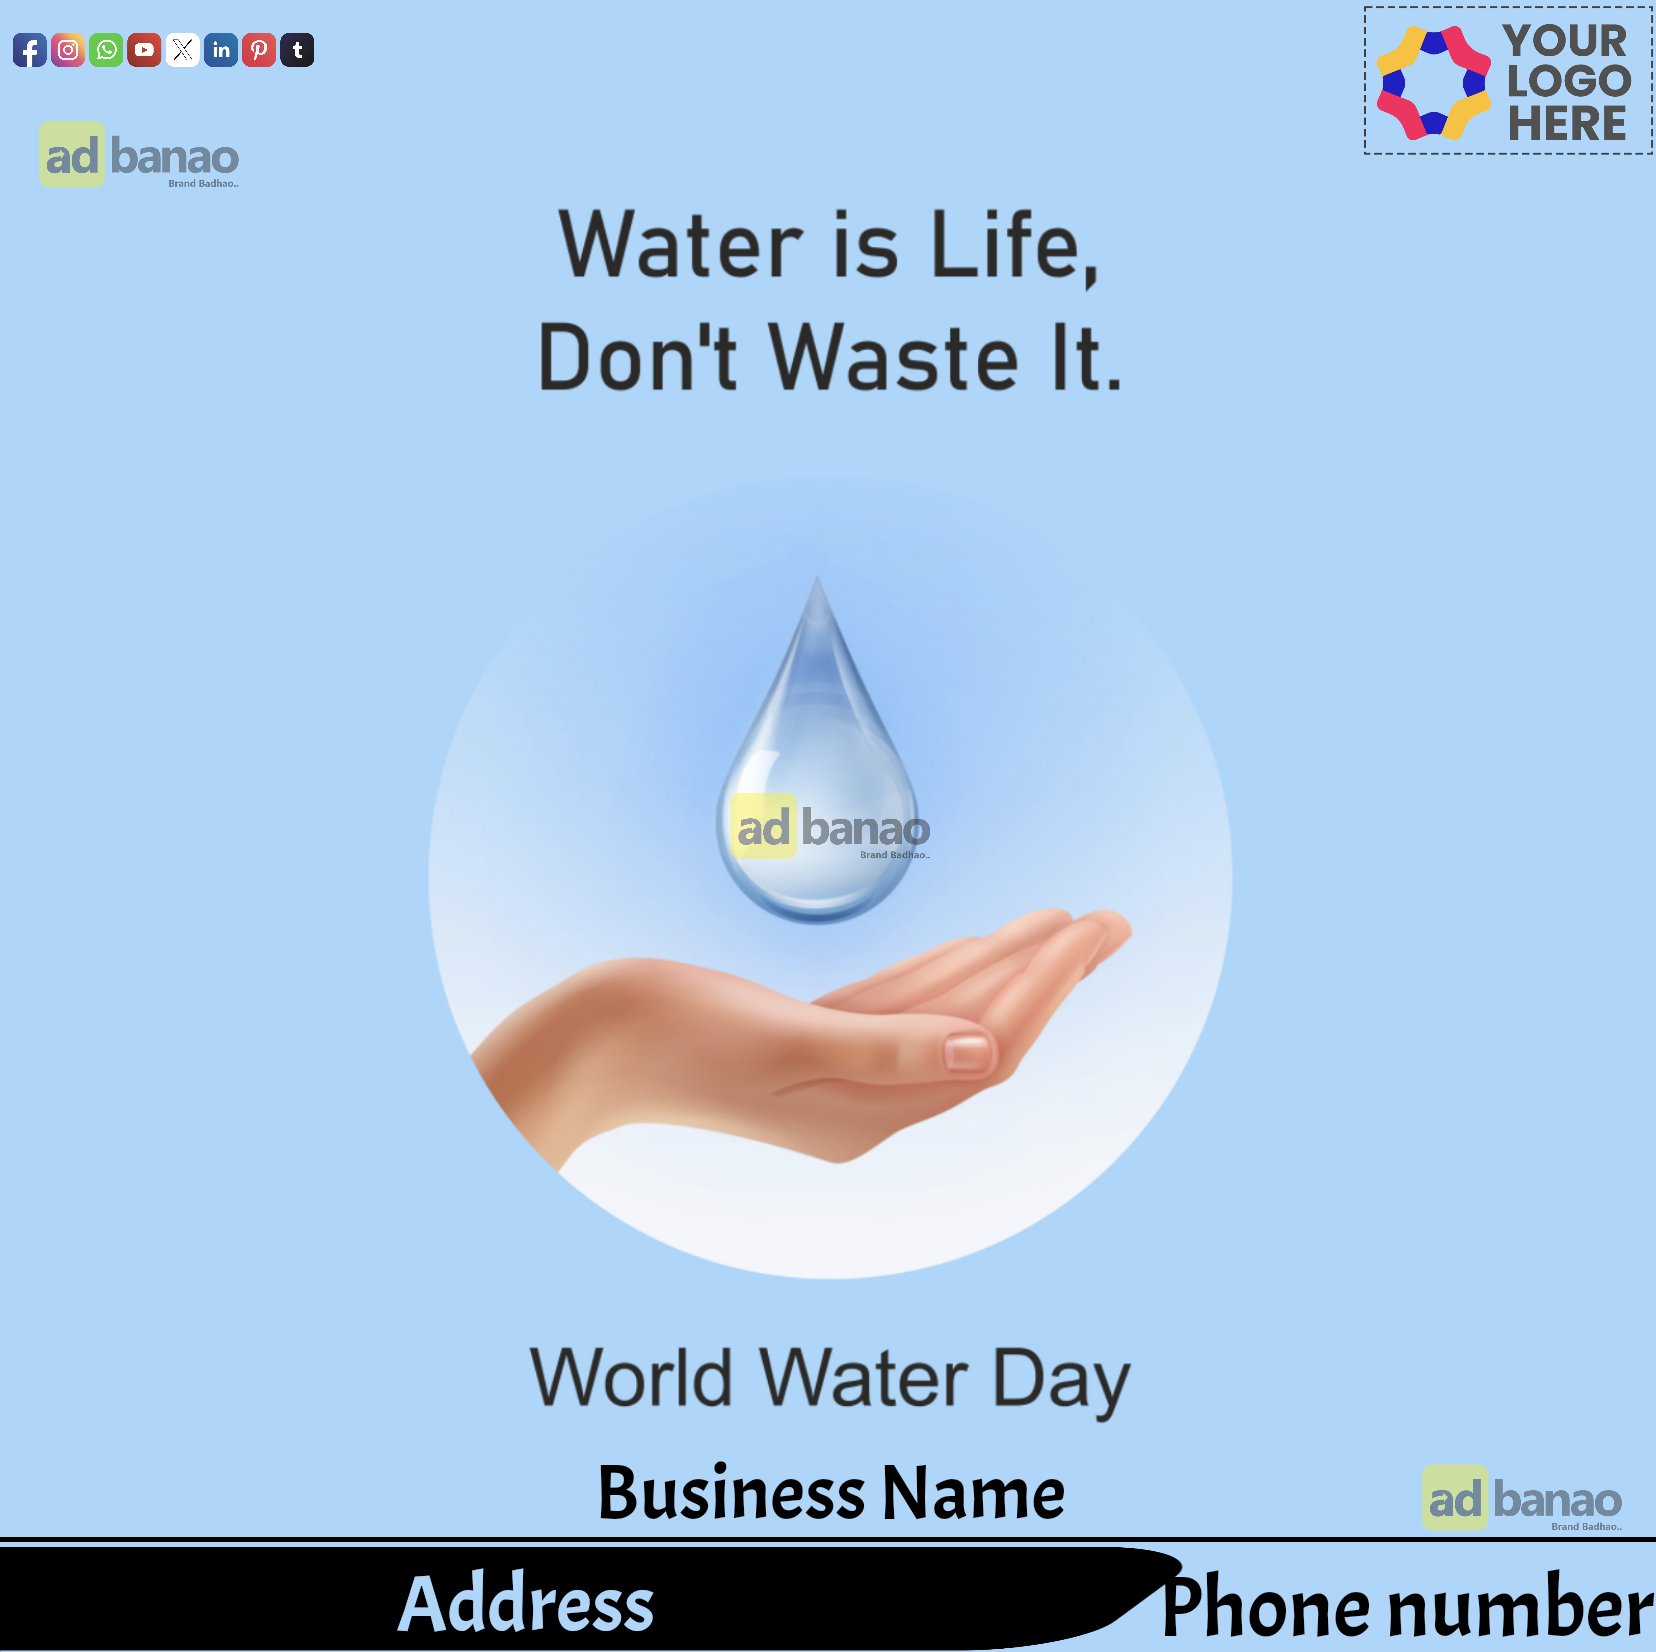 YOUR
LOGO
HERE
ad banao
Brand Badhao..
Water is Life,
Don't Waste It.
ad banao
Brand Badhao..
World Water Day
Business Name
ad banao
Brand Badhao..
Address
Phone number